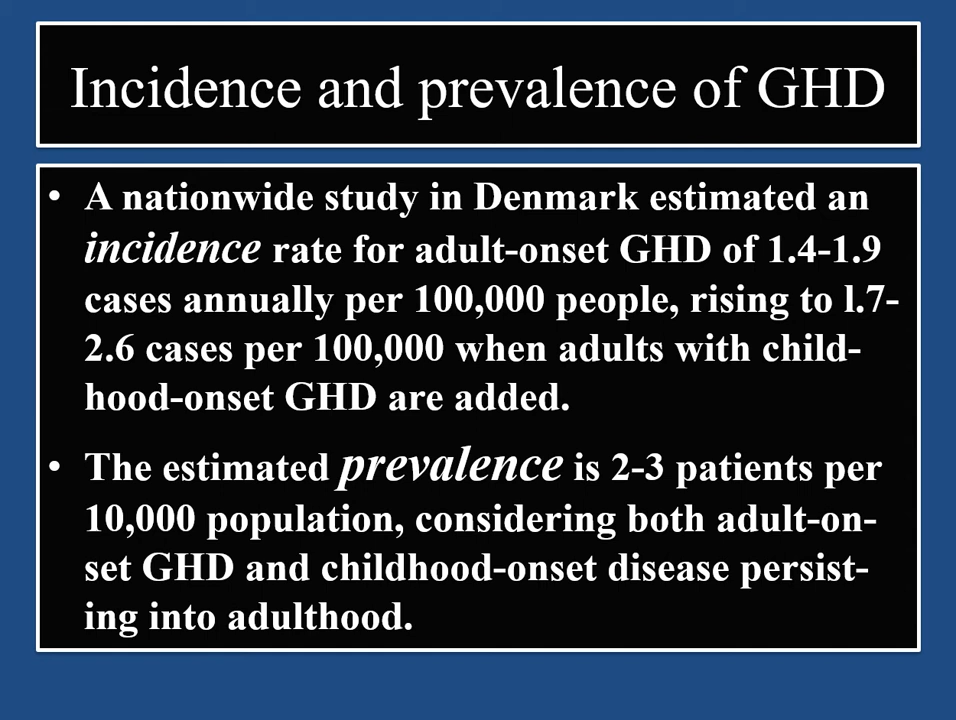 Incidence and prevalence of GHD
• A nationwide study in Denmark estimated an
incidence rate for adult-onset GHD of 1.4-1.9
cases annually per 100,000 people, rising to l.7-
2.6 cases per 100,000 when adults with child-
hood-onset GHD are added.
• The estimated prevalence is 2-3 patients per
10,000 population, considering both adult-on-
set GHD and childhood-onset disease persist-
ing into adulthood.